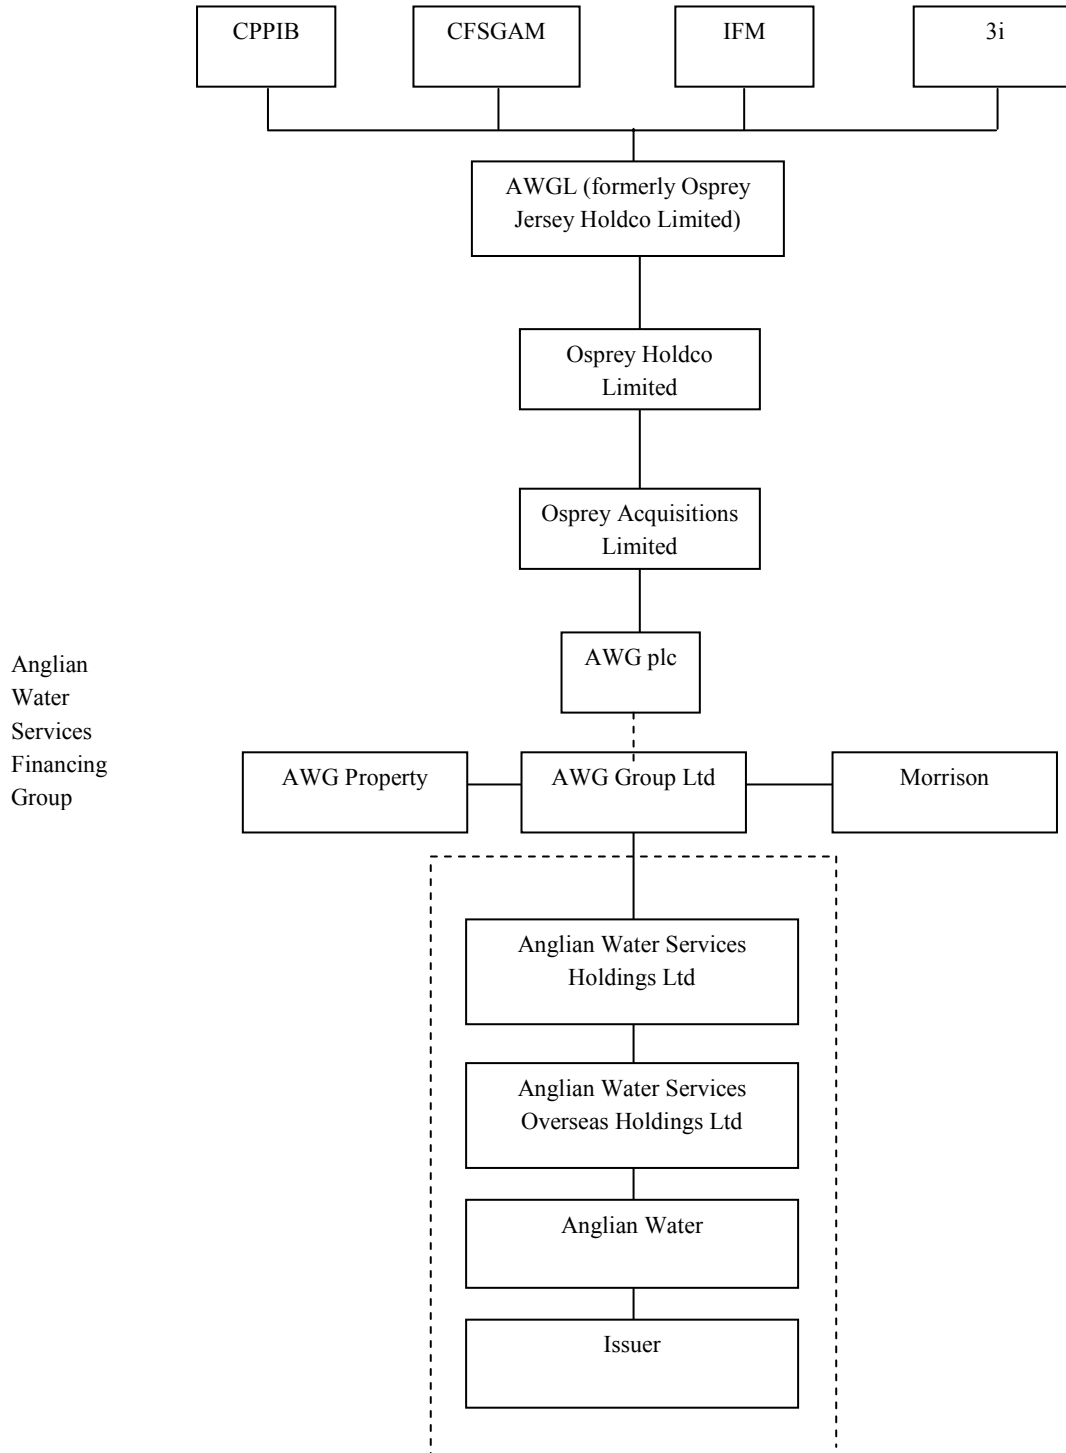 CPPIB
CFSGAM
IFM
3i
AWGL (formerly Osprey
Jersey Holdco Limited)
Osprey Holdco
Limited
Osprey Acquisitions
Limited
AWG plc
Anglian
Water
Services
Financing
Group
AWG Property
AWG Group Ltd
Morrison
Anglian Water Services
Holdings Ltd
Anglian Water Services
Overseas Holdings Ltd
Anglian Water
Issuer